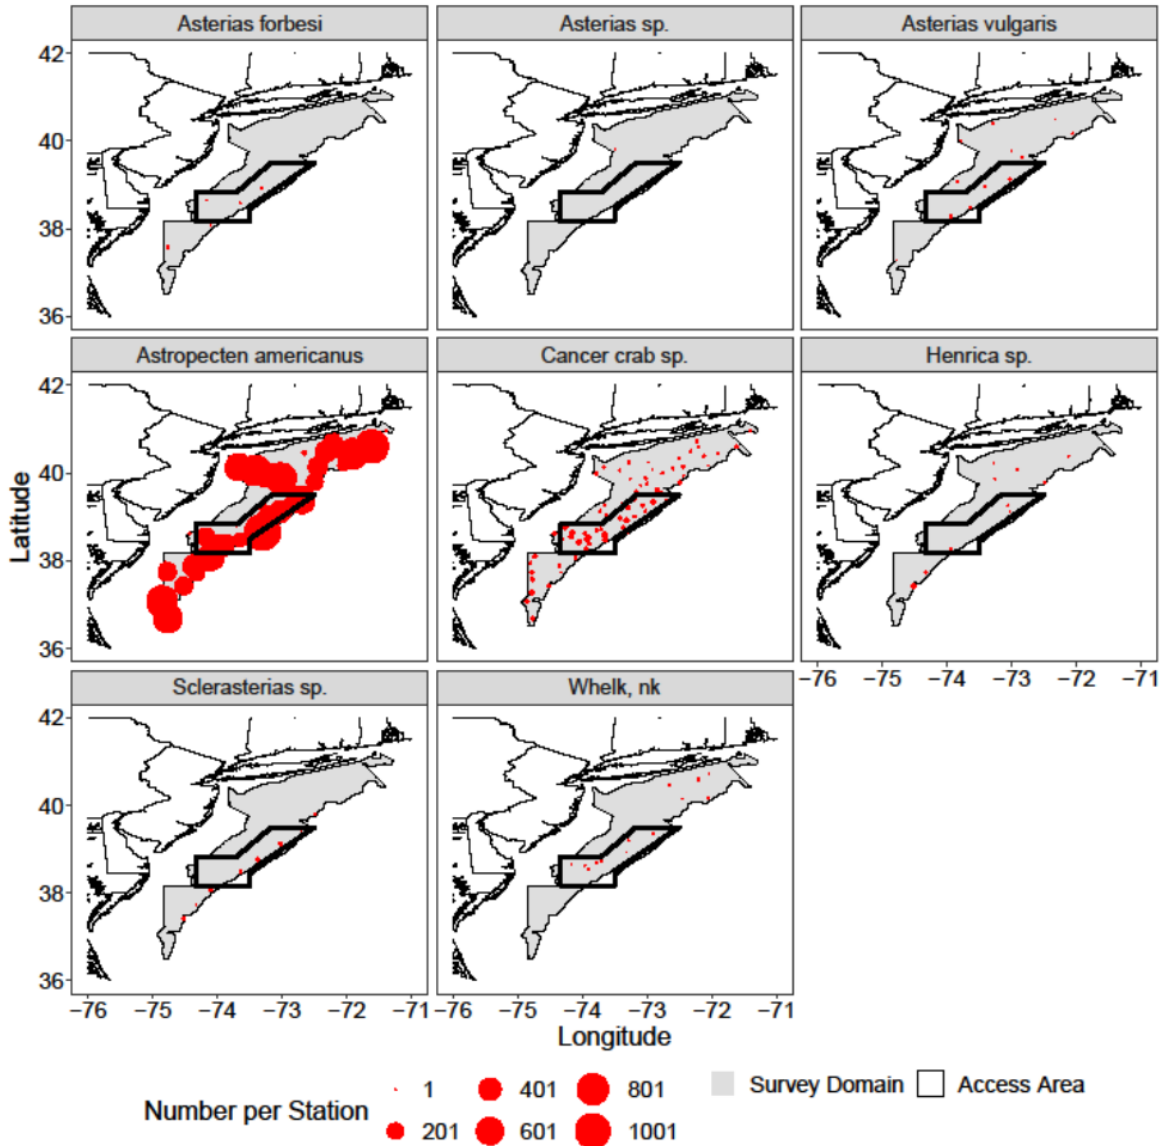 Asterias forbesi
Asterias sp.
Asterias vulgaris
42
40
38
36
Astropecten americanus
Cancer crab sp.
Henrica sp.
42
40
38
36
−76 −75 −74 −73 −72 −71
Sclerasterias sp.
Whelk, nk
42
40
38
36
−76 −75 −74 −73 −72 −71
−76 −75 −74 −73 −72 −71
Latitude
Longitude
Number per Station
1
401
801
201
601
1001
Survey Domain
Access Area